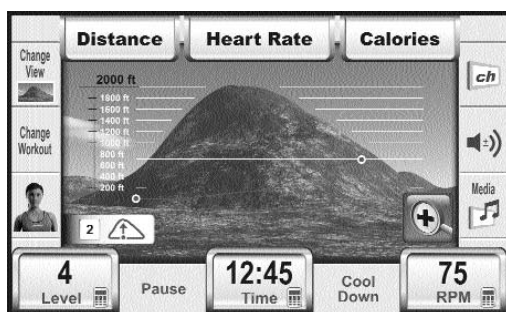 Distance Heart Rate Calories
Change
View
2000 ft
1800 ft
1600 ft
1400 ft
1200 ft
800 ft
600 ft
400 ft
200 ft
ch
Change
Workout
±
Media
2
4
Level
Pause
12:45
Time
Cool
Down
75
RPM